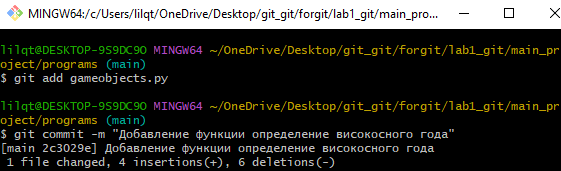 MINGW64:/c/Users/lilqt/OneDrive/Desktop/git_git/forgit/lab1_git/main_pro...
lilqt@DESKTOP-9S9DC9O MINGW64 ~/OneDrive/Desktop/git_git/forgit/lab1_git/main_pr
oject/programs (main)
$ git add gameobjects.py
lilqt@DESKTOP-9S9DC9O MINGW64 ~/OneDrive/Desktop/git_git/forgit/lab1_git/main_pr
oject/programs (main)
$ git commit -m "Добавление функции определение високосного года"
[main 2c3029e] Добавление функции определение високосного года
 1 file changed, 4 insertions(+), 6 deletions(-)